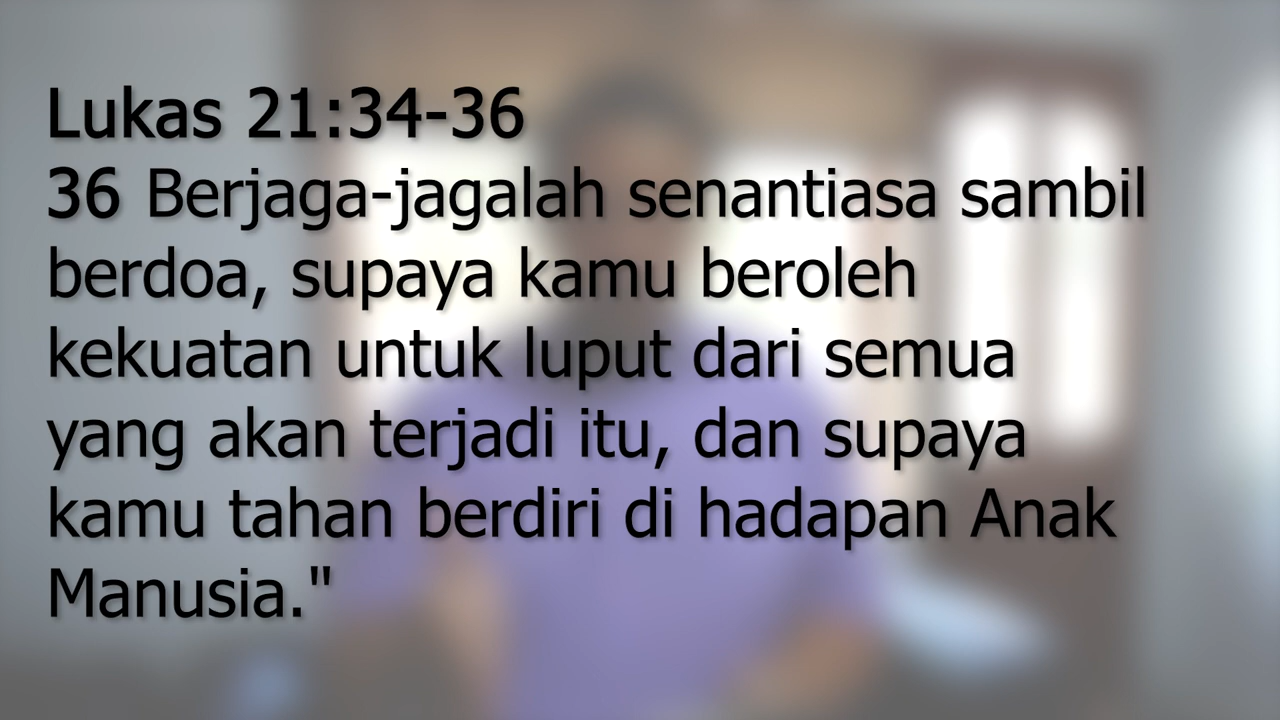 Lukas 21:34-36
36 Berjaga-jagalah senantiasa sambil
berdoa, supaya kamu beroleh
kekuatan untuk luput dari semua
yang akan terjadi itu, dan supaya
kamu tahan berdiri di hadapan Anak
Manusia."